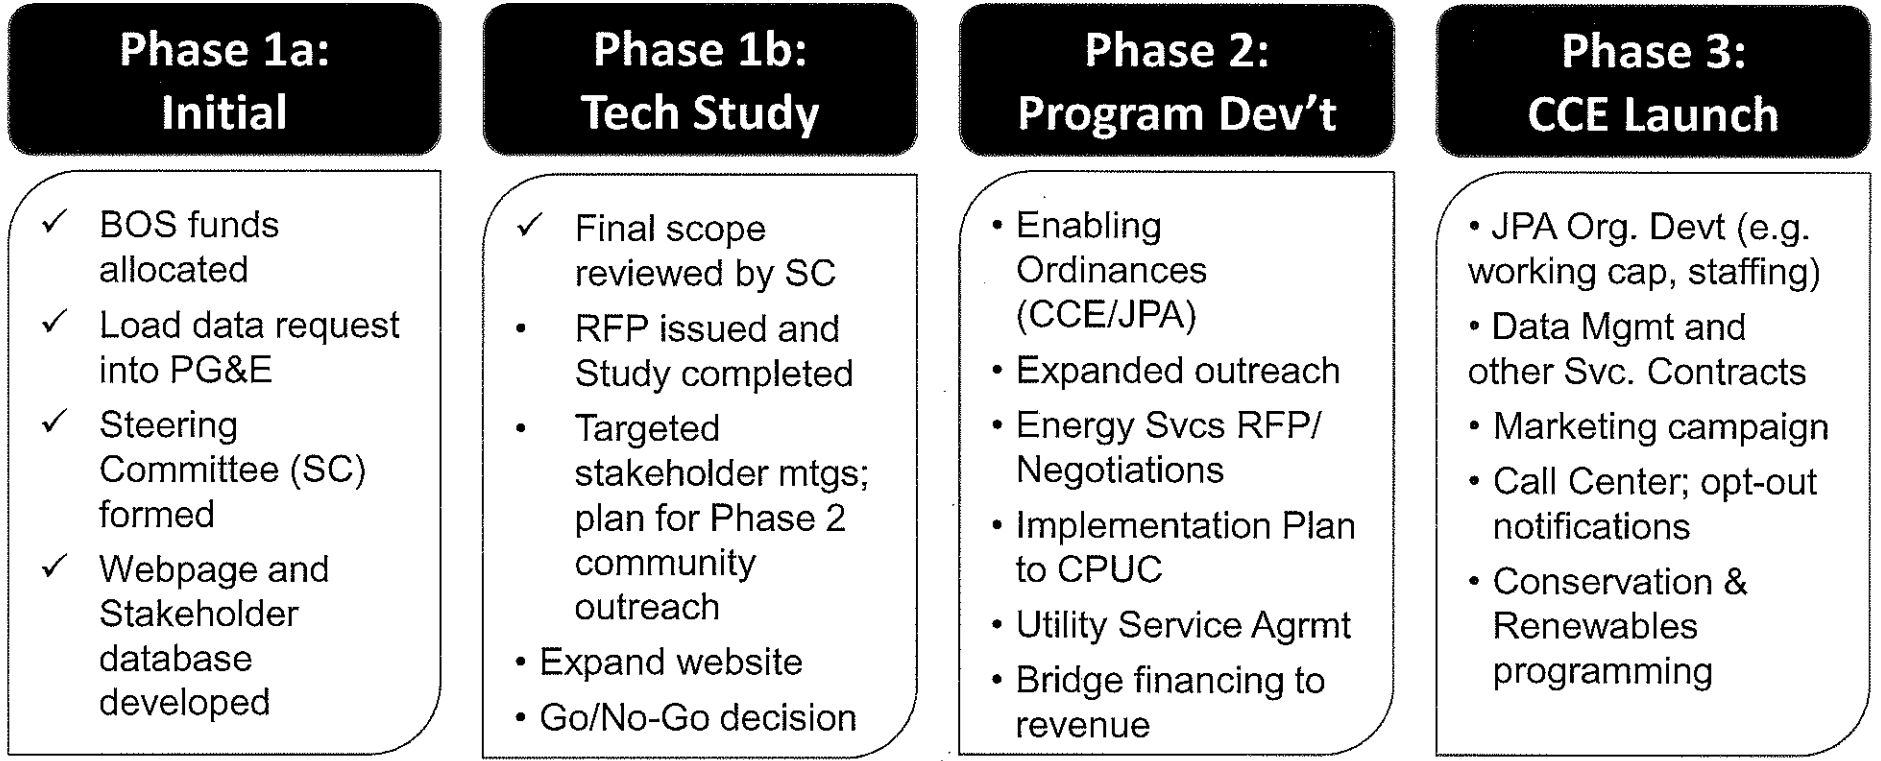 Phase 1a:
Initial
✓ BOS funds
allocated
✓ Load data request
into PG&E
✓ Steering
Committee (SC)
formed
✓ Webpage and
Stakeholder
database
developed
Phase 1b:
Tech Study
✓ Final scope
reviewed by SC
• RFP issued and
Study completed
• Targeted
stakeholder mtgs;
plan for Phase 2
community
outreach
• Expand website
• Go/No-Go decision
Phase 2:
Program Dev't
• Enabling
Ordinances
(CCE/JPA)
• Expanded outreach
• Energy Svcs RFP/
Negotiations
• Implementation Plan
to CPUC
• Utility Service Agrmt
• Bridge financing to
revenue
Phase 3:
CCE Launch
• JPA Org. Devt (e.g.
working cap, staffing)
• Data Mgmt and
other Svc. Contracts
• Marketing campaign
• Call Center; opt-out
notifications
• Conservation &
Renewables
programming